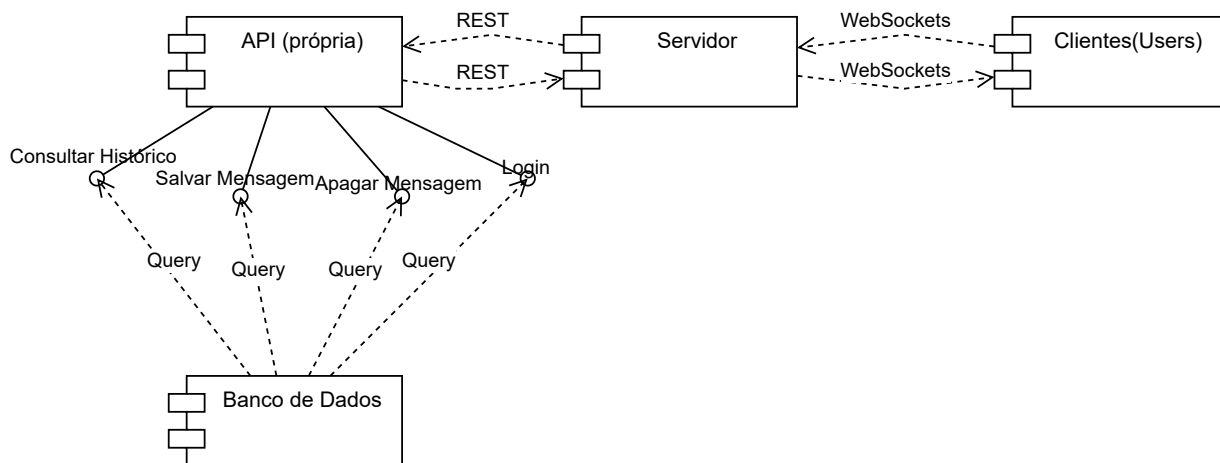 API (própria)
REST
REST
Servidor
WebSockets
WebSockets
Clientes(Users)
Consultar Histórico
Salvar Mensagem
Apagar Mensagem
Login
Query
Query
Query
Query
Banco de Dados